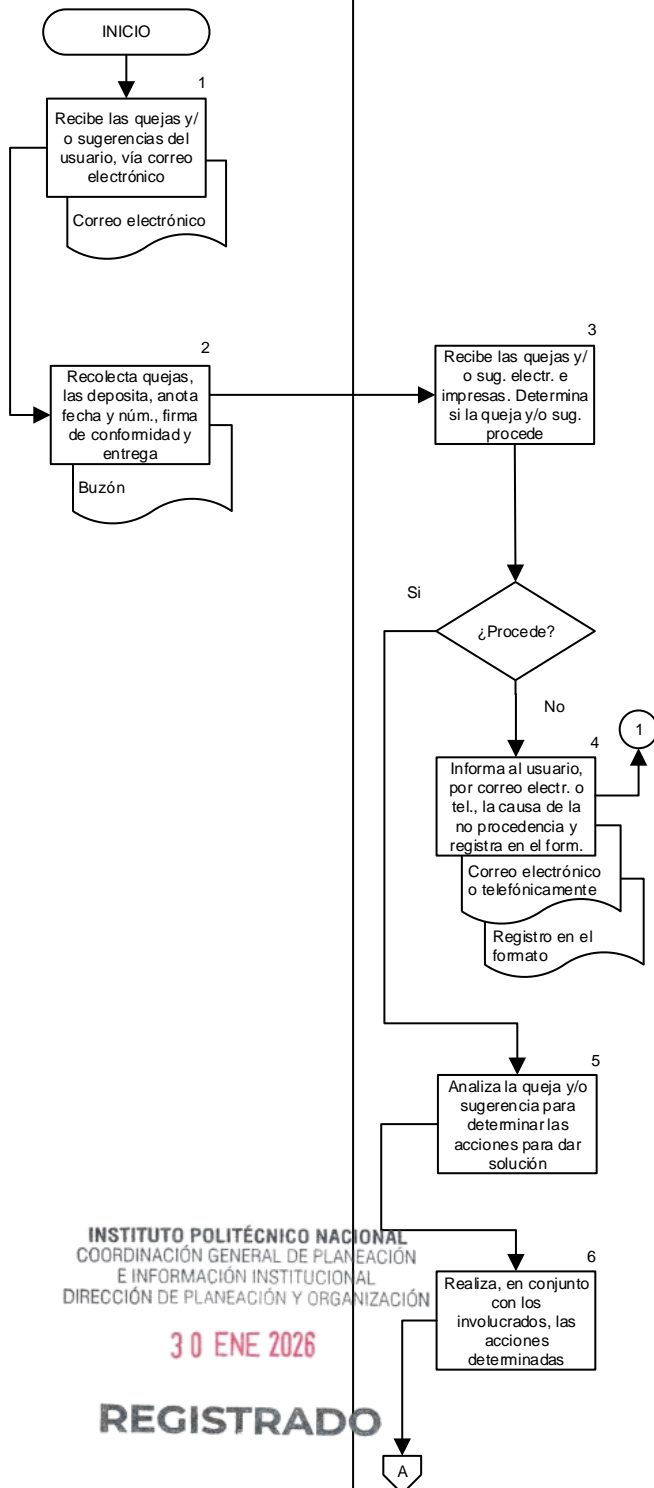 INICIO
1
Recibe las quejas y/
o sugerencias del
usuario, vía correo
electrónico
Correo electrónico
2
Recolecta quejas,
las deposita, anota
fecha y núm., firma
de conformidad y
entrega
Buzón
3
Recibe las quejas y/
o sug. electr. e
impresas. Determina
si la queja y/o sug.
procede
Si
¿Procede?
No
1
4
Informa al usuario,
por correo electr. o
tel., la causa de la
no procedencia y
registra en el form.
Correo electrónico
o telefónicamente
Registro en el
formato
5
Analiza la queja y/o
sugerencia para
determinar las
acciones para dar
solución
6
Realiza, en conjunto
con los
involucrados, las
acciones
determinadas
A
INSTITUTO POLITÉCNICO NACIONAL
COORDINACIÓN GENERAL DE PLANEACIÓN
E INFORMACIÓN INSTITUCIONAL
DIRECCIÓN DE PLANEACIÓN Y ORGANIZACIÓN
30 ENE 2026
REGISTRADO